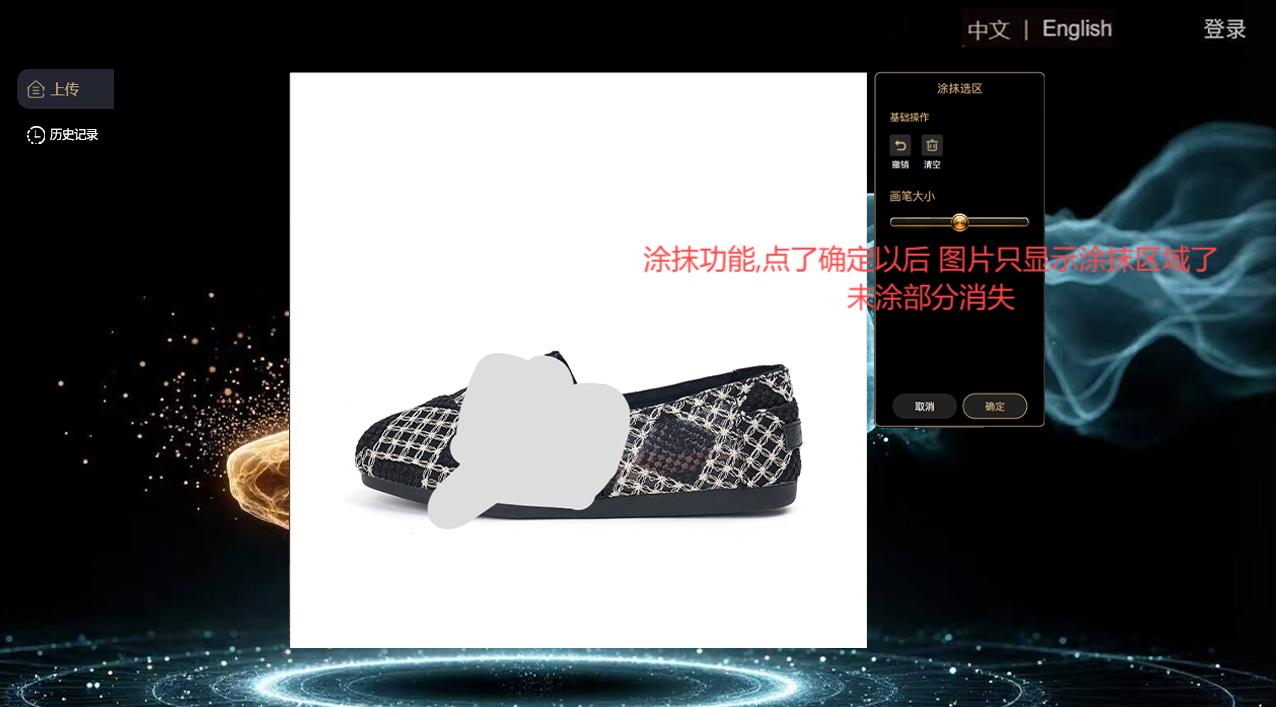 中文 | English
登录
上传
历史记录
涂抹选区
基础操作
撤销
清空
画笔大小
涂抹功能,点了确定以后 图片只显示涂抹区域了
未涂部分消失
取消
确定